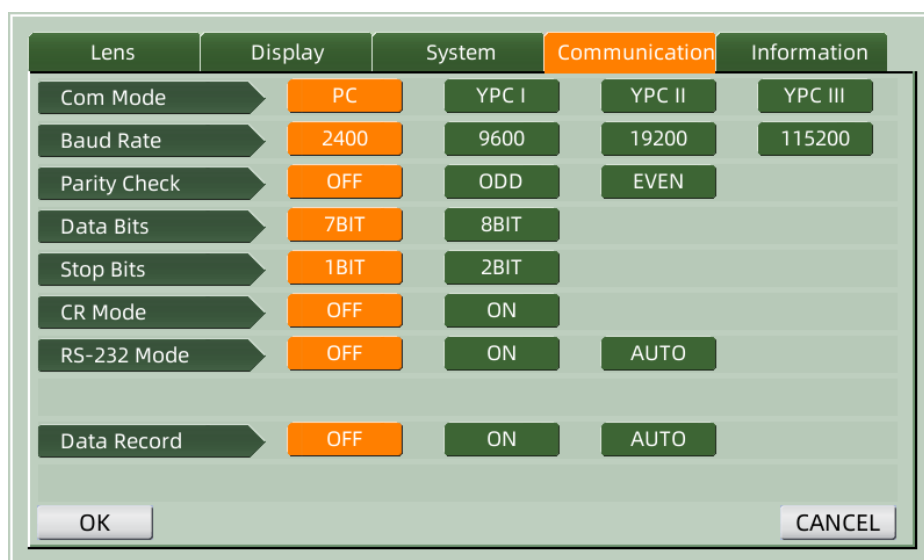 Lens Display System Communication Information
Com Mode PC YPC I YPC II YPC III
Baud Rate 2400 9600 19200 115200
Parity Check OFF ODD EVEN
Data Bits 7BIT 8BIT
Stop Bits 1BIT 2BIT
CR Mode OFF ON
RS-232 Mode OFF ON AUTO
Data Record OFF ON AUTO
OK CANCEL